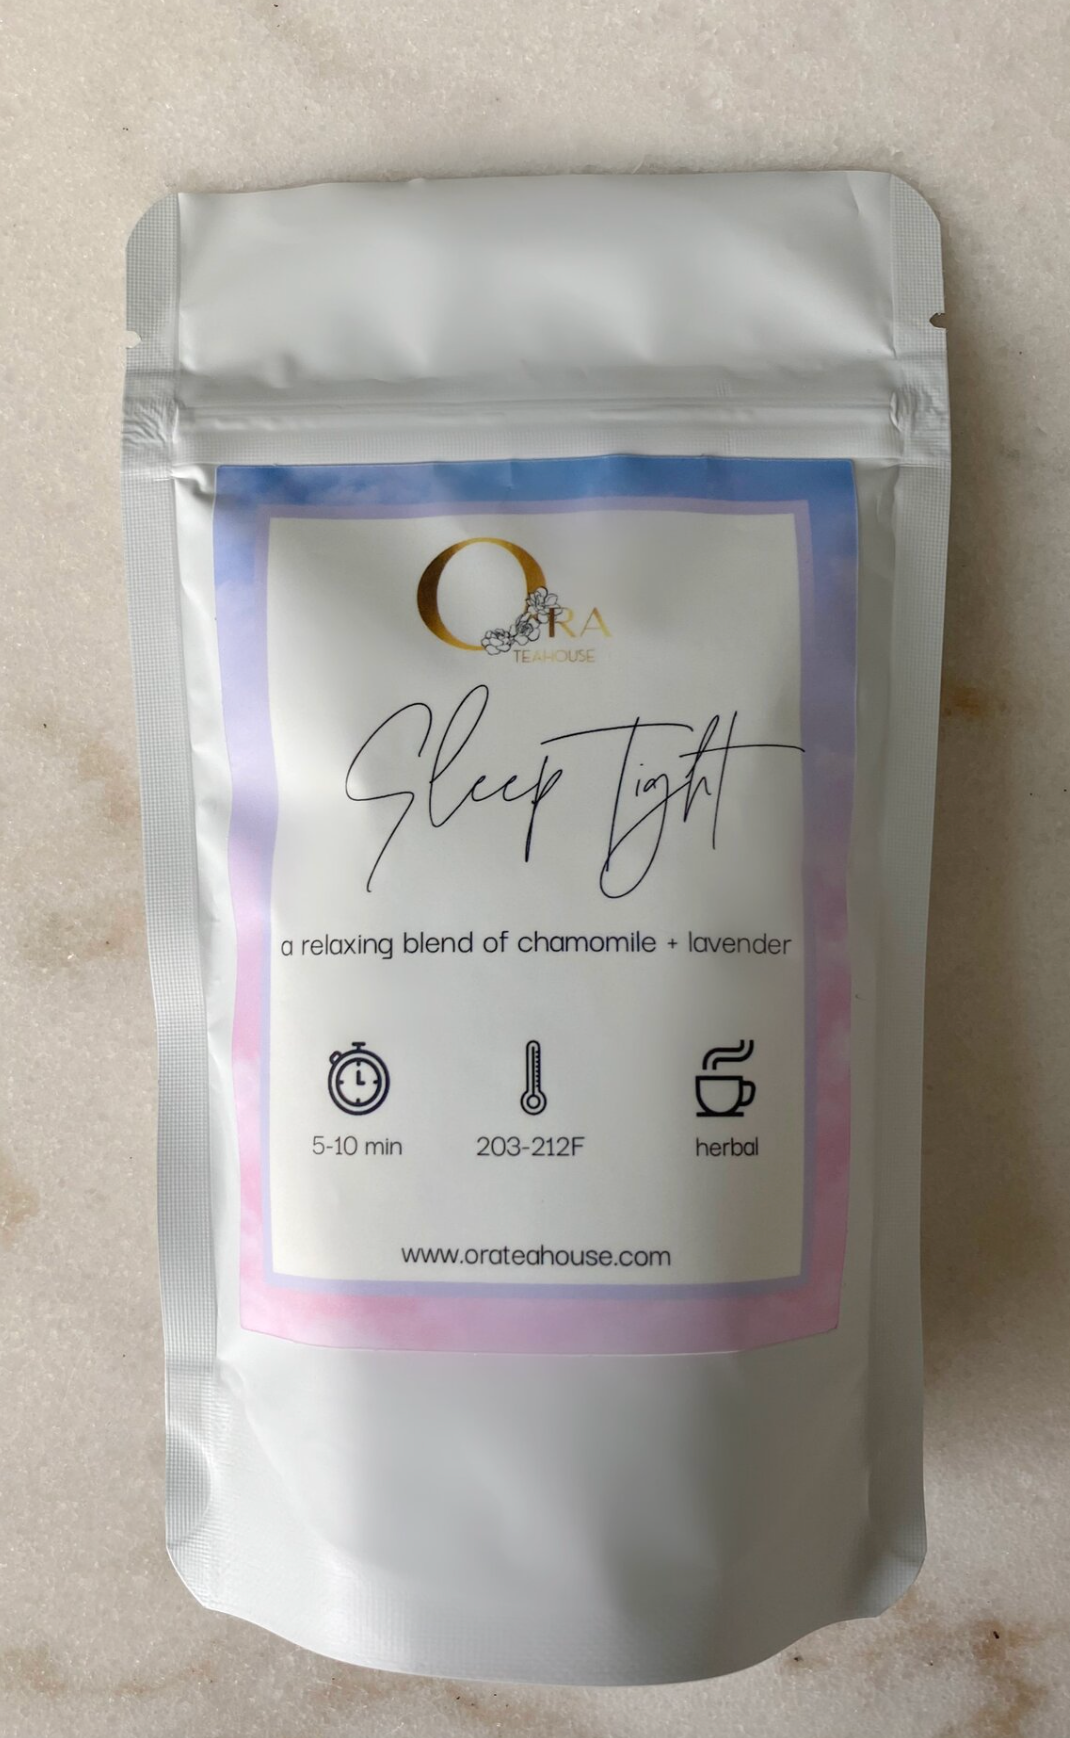 ORA
TEAHOUSE
Sleep Tight
a relaxing blend of chamomile + lavender
5-10 min 203-212F herbal
www.orateahouse.com